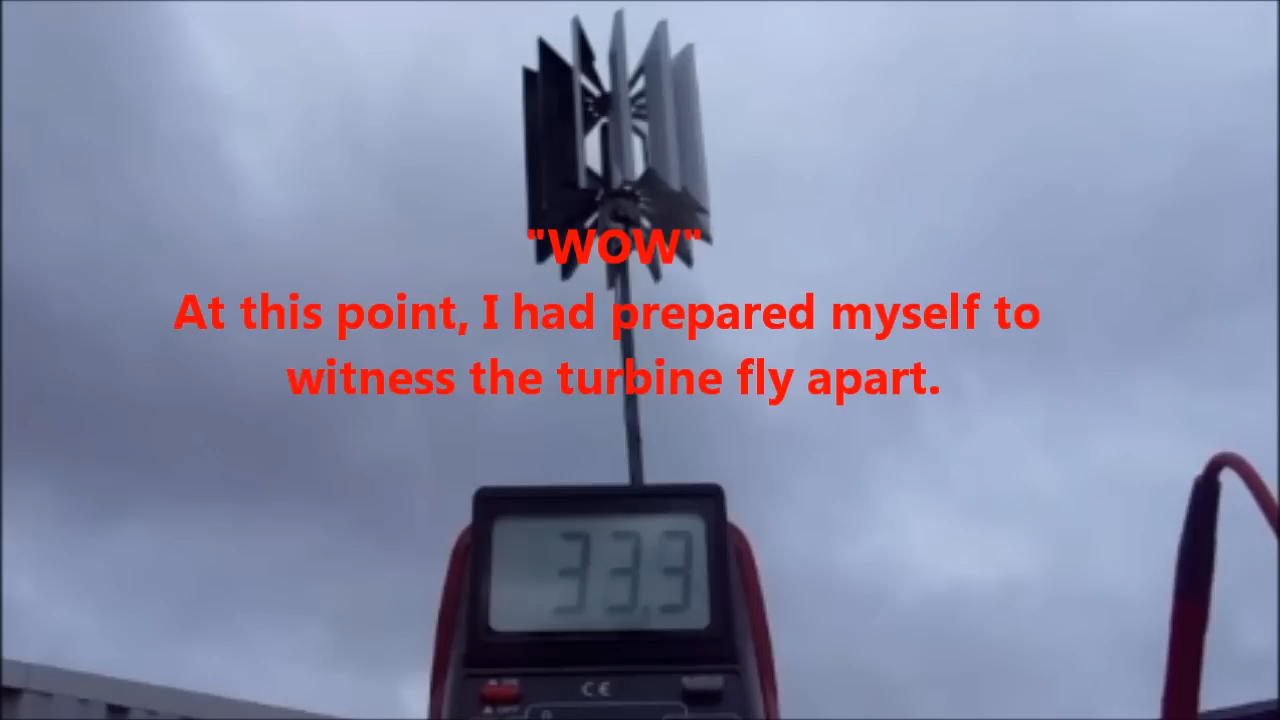 "WOW"
At this point, I had prepared myself to
witness the turbine fly apart.
33.3
CE